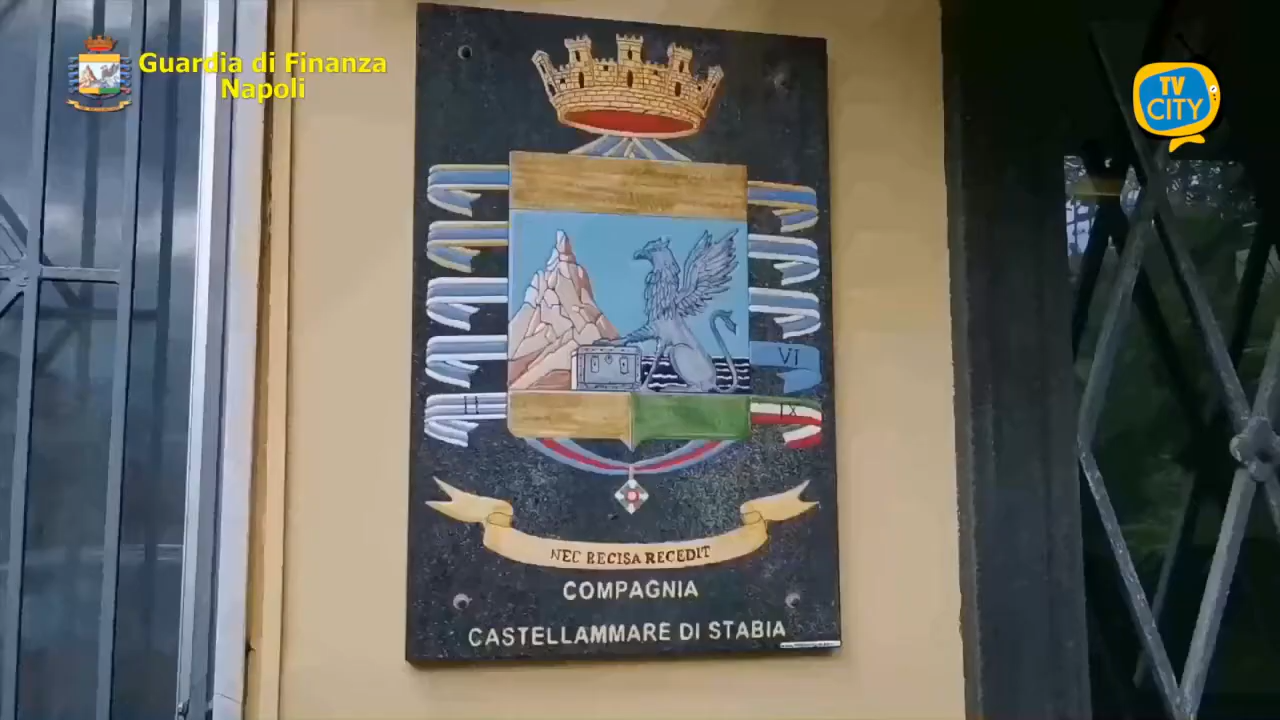 Guardia di Finanza
Napoli
TV
CITY
VI
II
IX
NEC RECISA RECEDIT
COMPAGNIA
CASTELLAMMARE DI STABIA